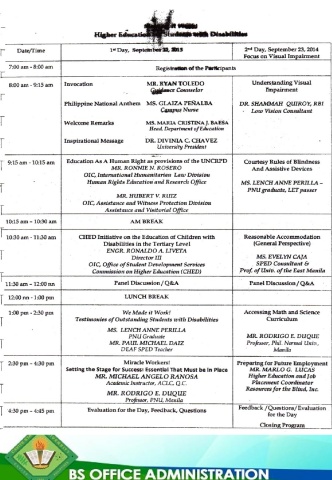 Higher Education with Disabilities
Date/Time
1st Day, September 22, 2015
2nd Day, September 23, 2014
Focus on Visual Impairment
7:00 am - 8:00 am
Registration of the Participants
8:00 am - 9:15 am
Invocation
MR. RYAN TOLEDO
Guidance Counselor
Philippine National Anthem
MS. GLAIZA PEÑALBA
Campus Nurse
Welcome Remarks
MS. MARIA CRISTINA J. BAESA
Head, Department of Education
Inspirational Message
DR. DIVINIA C. CHAVEZ
University President
Understanding Visual
Impairment
DR. SHAMMAH QUIROY, RBI
Low Vision Consultant
9:15 am - 10:15 am
Education As A Human Right as provisions of the UNCRPD
MR. RONNIE N. ROSERO
OIC, International Humanitarian Law Division
Human Rights Education and Research Office
MR. HUBERT V. RUIZ
OIC, Assistance and Witness Protection Division
Assistance and Visitorial Office
Courtesy Rules of Blindness
And Assistive Devices
MS. LENCH ANNE PERILLA –
PNU graduate, LET passer
10:15 am – 10:30 am
AM BREAK
10:30 am - 11:30 am
CHED Initiative on the Education of Children with
Disabilities in the Tertiary Level
ENGR. RONALDO A. LIVETA
Director III
OIC, Office of Student Development Services
Commission on Higher Education (CHED)
Reasonable Accommodation
(General Perspective)
MS. EVELYN CAJA
SPED Consultant &
Prof. of Univ. of the East Manila
11:30 am – 12:00 nn
Panel Discussion / Q&A
Panel Discussion / Q&A
12:00 nn - 1:00 pm
LUNCH BREAK
1:00 pm - 2:30 pm
We Made it Work!
Testimonies of Outstanding Students with Disabilities
MS. LENCH ANNE PERILLA
PNU Graduate
MR. PAUL MICHAEL DAIZ
DEAF SPED Teacher
Accessing Math and Science
Curriculum
MR. RODRIGO E. DUQUE
Professor, Phil. Normal Univ.,
Manila
2:30 pm – 4:30 pm
Miracle Workers!
Setting the Stage for Success: Essential That Must be in Place
MR. MICHAEL ANGELO RANOSA
Academic Instructor, ACLC, Q.C.
MR. RODRIGO E. DUQUE
Professor, PNU, Manila
Preparing for Future Employment
MR. MARLO G. LUCAS
Higher Education and Job
Placement Coordinator
Resources for the Blind, Inc.
4:30 pm – 4:45 pm
Evaluation for the Day, Feedback, Questions
Feedback /Questions/ Evaluation
for the Day
Closing Program
BS OFFICE ADMINISTRATION